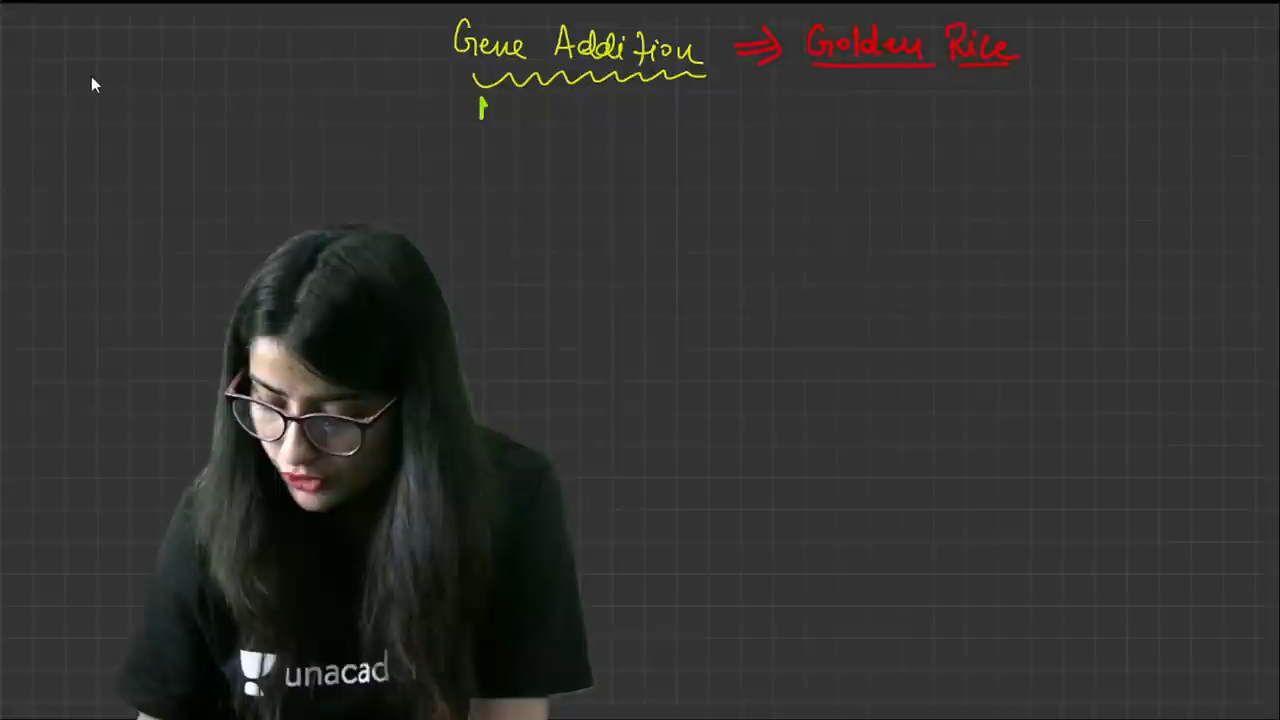 Gene Addition ⇒ Golden Rice
unacad